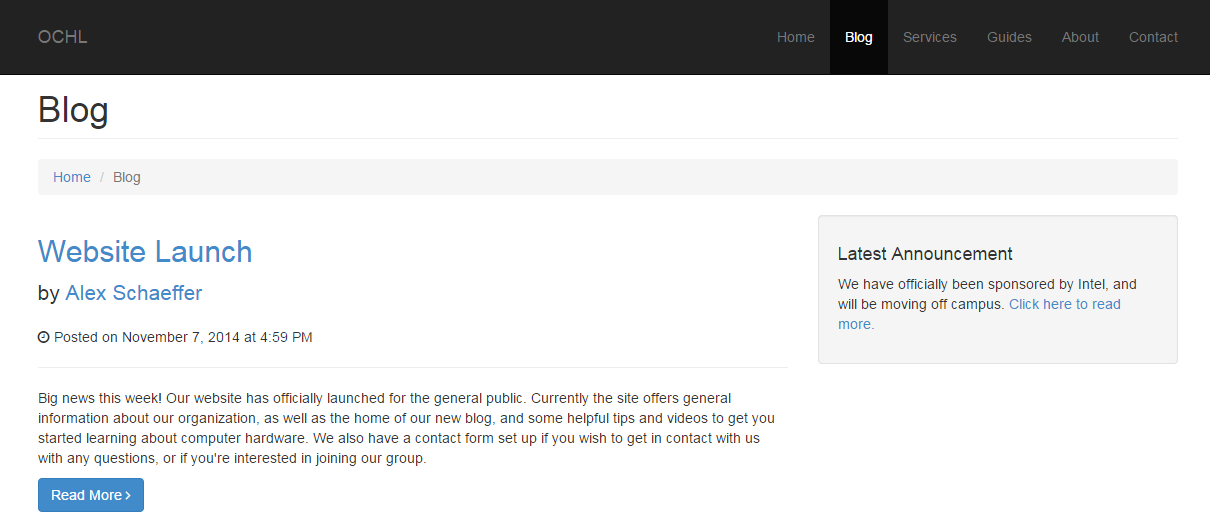 OCHL
Home Blog Services Guides About Contact
Blog
Home / Blog
Website Launch
by Alex Schaeffer
Posted on November 7, 2014 at 4:59 PM
Big news this week! Our website has officially launched for the general public. Currently the site offers general
information about our organization, as well as the home of our new blog, and some helpful tips and videos to get you
started learning about computer hardware. We also have a contact form set up if you wish to get in contact with us
with any questions, or if you're interested in joining our group.
Read More
Latest Announcement
We have officially been sponsored by Intel, and
will be moving off campus. Click here to read
more.